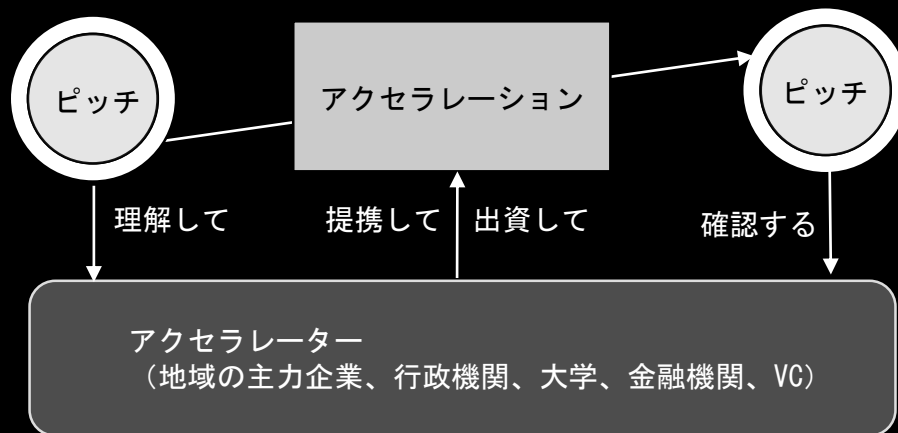 ピッチ
アクセラレーション
ピッチ
理解して
提携して
出資して
確認する
アクセラレーター
（地域の主力企業、行政機関、大学、金融機関、VC）